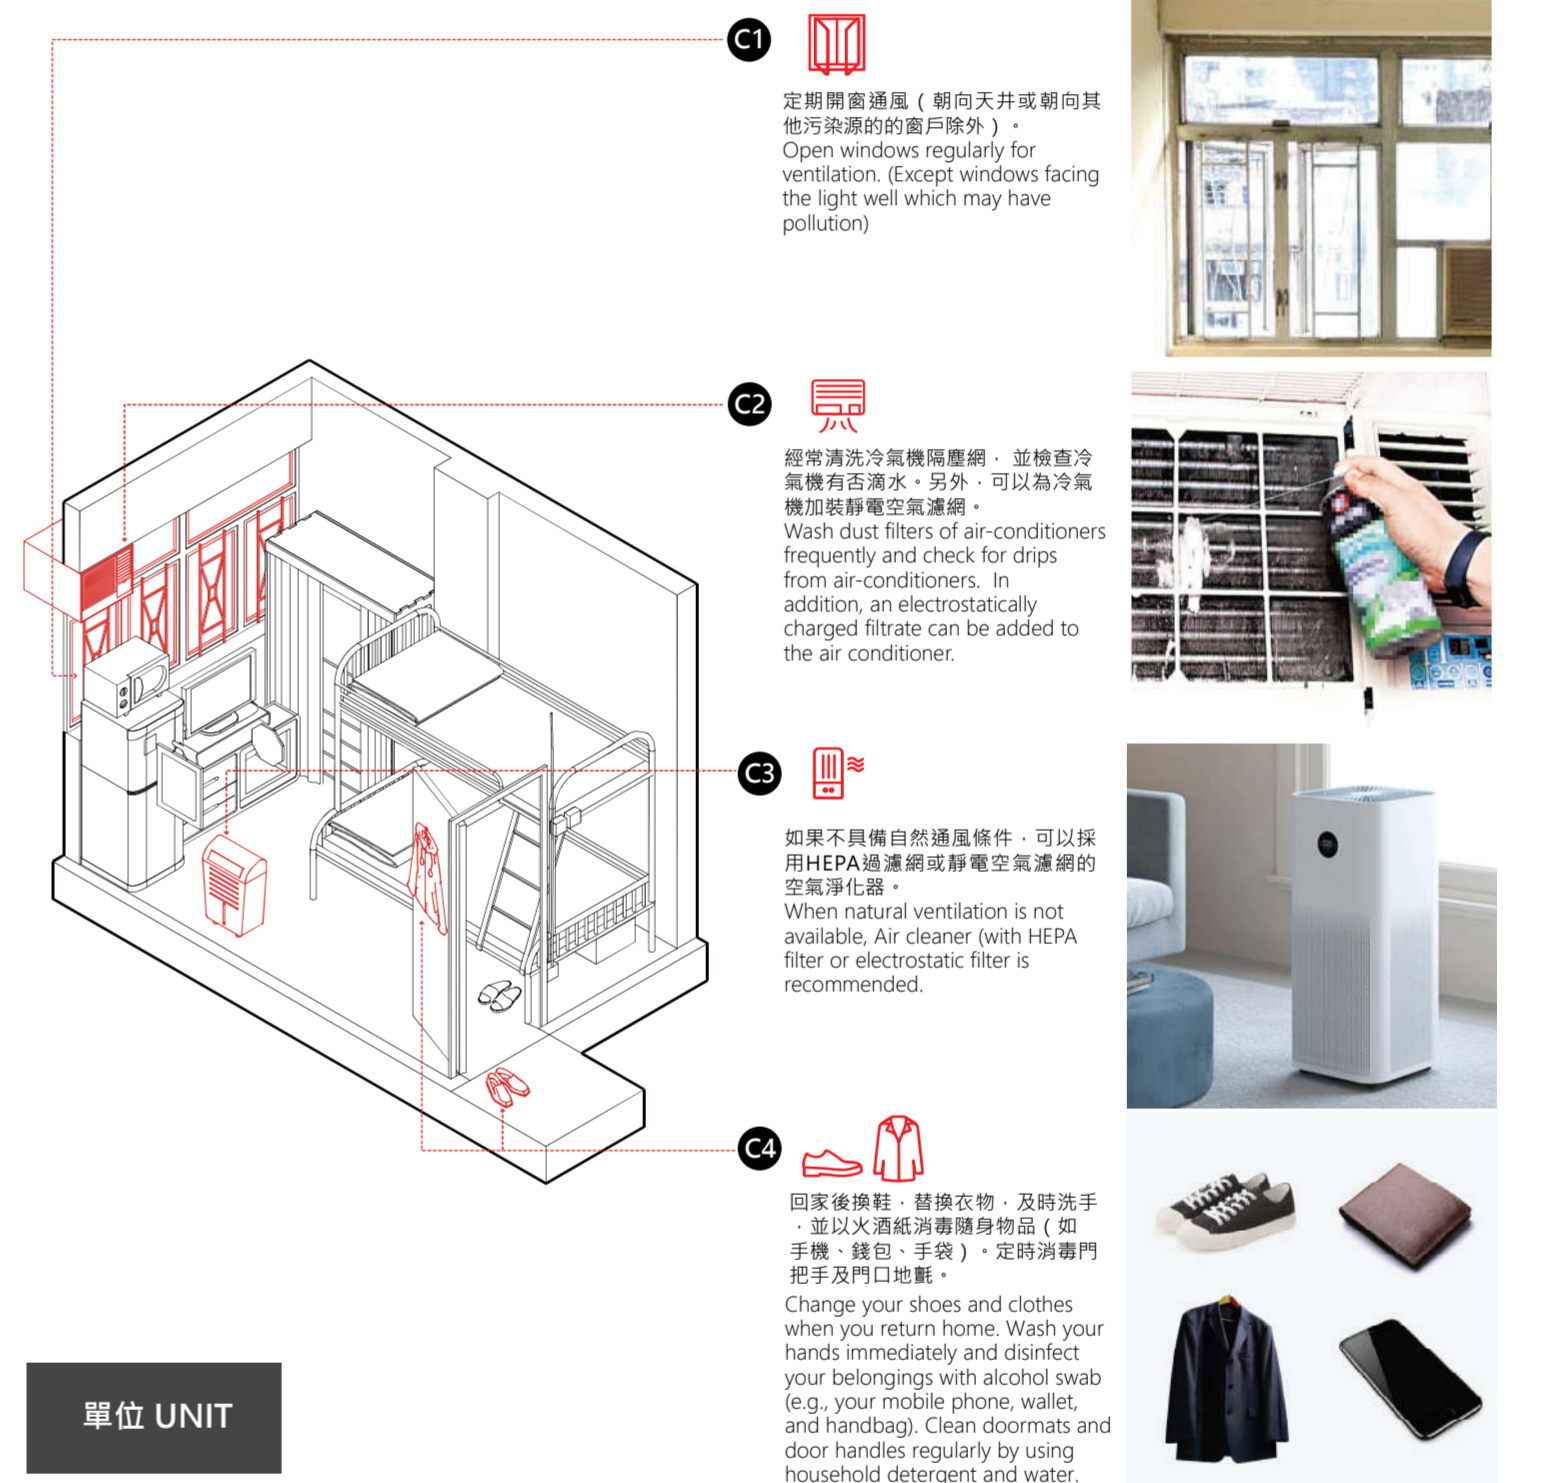 C1
定期開窗通風（朝向天井或朝向其
他污染源的的窗戶除外）。
Open windows regularly for
ventilation. (Except windows facing
the light well which may have
pollution)
C2
經常清洗冷氣機隔塵網，並檢查冷
氣機有否滴水。另外，可以為冷氣
機加裝靜電空氣濾網。
Wash dust filters of air-conditioners
frequently and check for drips
from air-conditioners. In
addition, an electrostatically
charged filtrate can be added to
the air conditioner.
C3
如果不具備自然通風條件，可以採
用HEPA過濾網或靜電空氣濾網的
空氣淨化器。
When natural ventilation is not
available, Air cleaner (with HEPA
filter or electrostatic filter is
recommended.
C4
回家後換鞋，替換衣物，及時洗手
，並以火酒紙消毒隨身物品（如
手機、錢包、手袋）。定時消毒門
把手及門口地氈。
Change your shoes and clothes
when you return home. Wash your
hands immediately and disinfect
your belongings with alcohol swab
(e.g., your mobile phone, wallet,
and handbag). Clean doormats and
door handles regularly by using
household detergent and water.
單位 UNIT